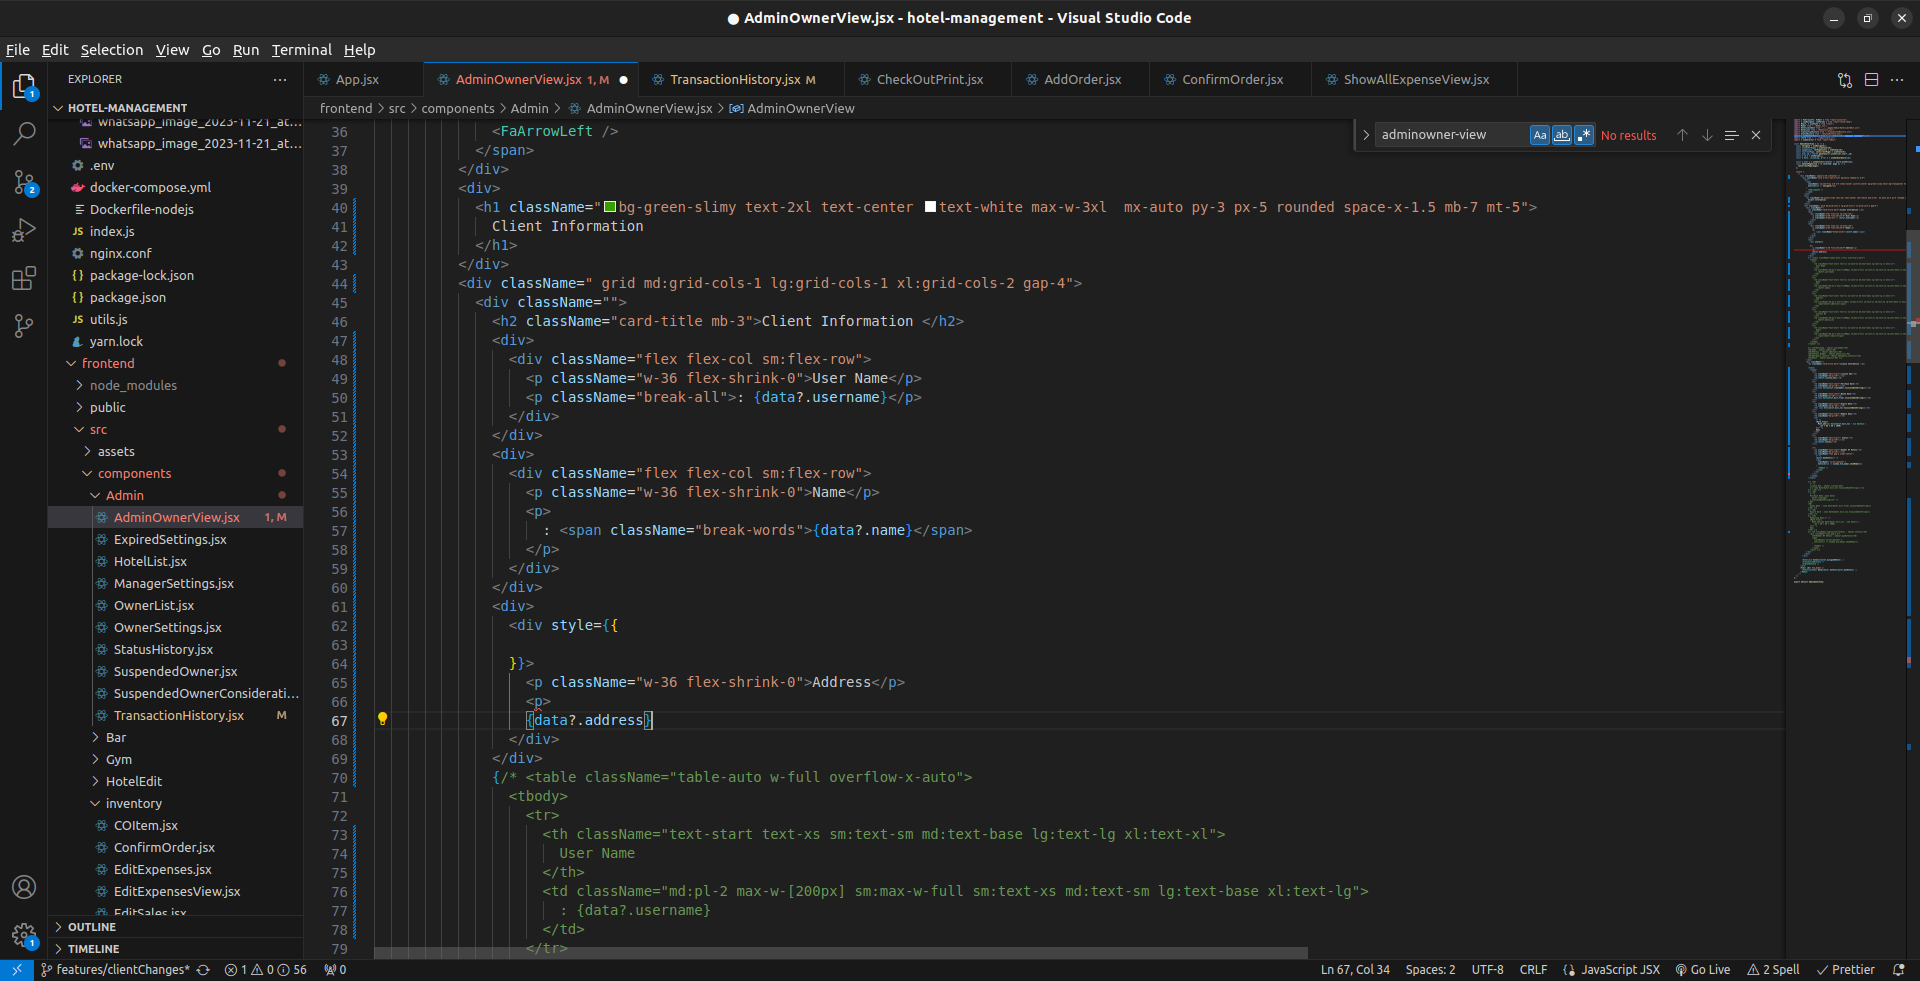 AdminOwnerView.jsx - hotel-management - Visual Studio Code
File Edit Selection View Go Run Terminal Help
EXPLORER
App.jsx
AdminOwnerView.jsx 1, M
TransactionHistory.jsx M
CheckOutPrint.jsx
AddOrder.jsx
ConfirmOrder.jsx
ShowAllExpenseView.jsx
HOTEL-MANAGEMENT
whatsapp_image_2023-11-21_at...
whatsapp_image_2023-11-21_at...
.env
docker-compose.yml
Dockerfile-nodejs
index.js
nginx.conf
package-lock.json
package.json
utils.js
yarn.lock
frontend
node_modules
public
src
assets
components
Admin
AdminOwnerView.jsx 1, M
ExpiredSettings.jsx
HotelList.jsx
ManagerSettings.jsx
OwnerList.jsx
OwnerSettings.jsx
StatusHistory.jsx
SuspendedOwner.jsx
SuspendedOwnerConsiderati...
TransactionHistory.jsx M
Bar
Gym
HotelEdit
inventory
COItem.jsx
ConfirmOrder.jsx
EditExpenses.jsx
EditExpensesView.jsx
EditSales.jsx
OUTLINE
TIMELINE
frontend > src > components > Admin > AdminOwnerView.jsx > AdminOwnerView
adminowner-view Aa ab .* No results
36 <FaArrowLeft />
37 </span>
38 </div>
39 <div>
40 <h1 className="bg-green-slimy text-2xl text-center text-white max-w-3xl  mx-auto py-3 px-5 rounded space-x-1.5 mb-7 mt-5">
41 Client Information
42 </h1>
43 </div>
44 <div className=" grid md:grid-cols-1 lg:grid-cols-1 xl:grid-cols-2 gap-4">
45 <div className="">
46 <h2 className="card-title mb-3">Client Information </h2>
47 <div>
48 <div className="flex flex-col sm:flex-row">
49 <p className="w-36 flex-shrink-0">User Name</p>
50 <p className="break-all">: {data?.username}</p>
51 </div>
52 </div>
53 <div>
54 <div className="flex flex-col sm:flex-row">
55 <p className="w-36 flex-shrink-0">Name</p>
56 <p>
57 : <span className="break-words">{data?.name}</span>
58 </p>
59 </div>
60 </div>
61 <div>
62 <div style={{
63
64 }}>
65 <p className="w-36 flex-shrink-0">Address</p>
66 <p>
67 {data?.address}
68 </div>
69 </div>
70 {/* <table className="table-auto w-full overflow-x-auto">
71 <tbody>
72 <tr>
73 <th className="text-start text-xs sm:text-sm md:text-base lg:text-lg xl:text-xl">
74 User Name
75 </th>
76 <td className="md:pl-2 max-w-[200px] sm:max-w-full sm:text-xs md:text-sm lg:text-base xl:text-lg">
77 : {data?.username}
78 </td>
79 </tr>
features/clientChanges* 1 0 56 0
Ln 67, Col 34 Spaces: 2 UTF-8 CRLF JavaScript JSX Go Live 2 Spell Prettier